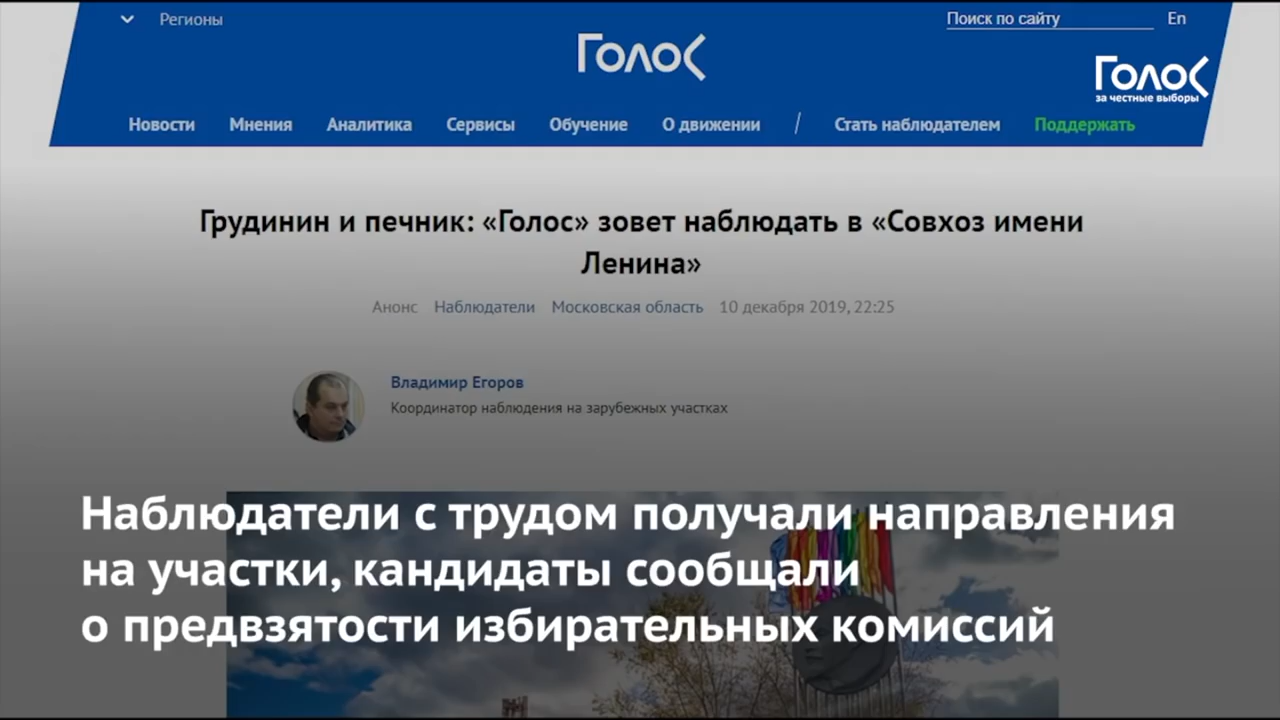 Регионы
Поиск по сайту
En
Голос
Голос
за честные выборы
Новости Мнения Аналитика Сервисы Обучение О движении / Стать наблюдателем Поддержать
Грудинин и печник: «Голос» зовет наблюдать в «Совхоз имени
Ленина»
Анонс Наблюдатели Московская область 10 декабря 2019, 22:25
Владимир Егоров
Координатор наблюдения на зарубежных участках
Наблюдатели с трудом получали направления
на участки, кандидаты сообщали
о предвзятости избирательных комиссий